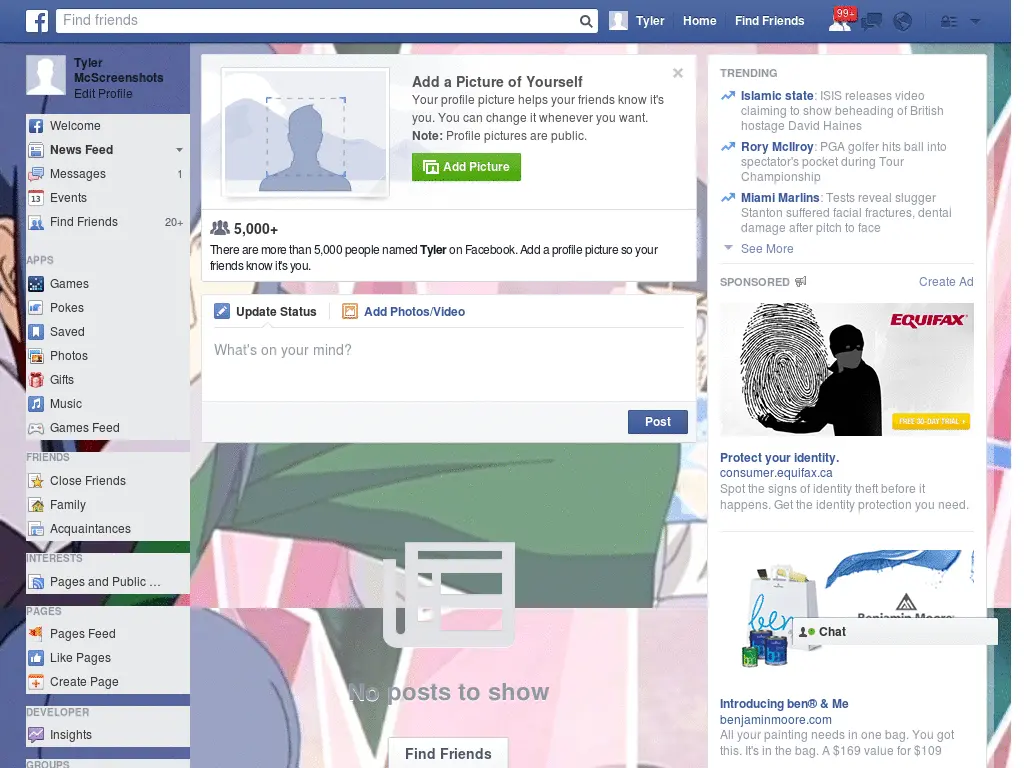 Find friends
Tyler
Home
Find Friends
99+
Tyler
McScreenshots
Edit Profile
Welcome
News Feed
Messages 1
13 Events
Find Friends 20+
APPS
Games
Pokes
Saved
Photos
Gifts
Music
Games Feed
FRIENDS
Close Friends
Family
Acquaintances
INTERESTS
Pages and Public ...
PAGES
Pages Feed
Like Pages
Create Page
DEVELOPER
Insights
GROUPS
Add a Picture of Yourself
Your profile picture helps your friends know it's
you. You can change it whenever you want.
Note: Profile pictures are public.
Add Picture
5,000+
There are more than 5,000 people named Tyler on Facebook. Add a profile picture so your
friends know it's you.
Update Status
Add Photos/Video
What's on your mind?
Post
No posts to show
Find Friends
TRENDING
Islamic state: ISIS releases video
claiming to show beheading of British
hostage David Haines
Rory McIlroy: PGA golfer hits ball into
spectator's pocket during Tour
Championship
Miami Marlins: Tests reveal slugger
Stanton suffered facial fractures, dental
damage after pitch to face
See More
SPONSORED
Create Ad
EQUIFAX
FREE 30-DAY TRIAL
Protect your identity.
consumer.equifax.ca
Spot the signs of identity theft before it
happens. Get the identity protection you need.
ben
Benjamin Moore
Chat
Introducing ben® & Me
benjaminmoore.com
All your painting needs in one bag. You got
this. It's in the bag. A $169 value for $109